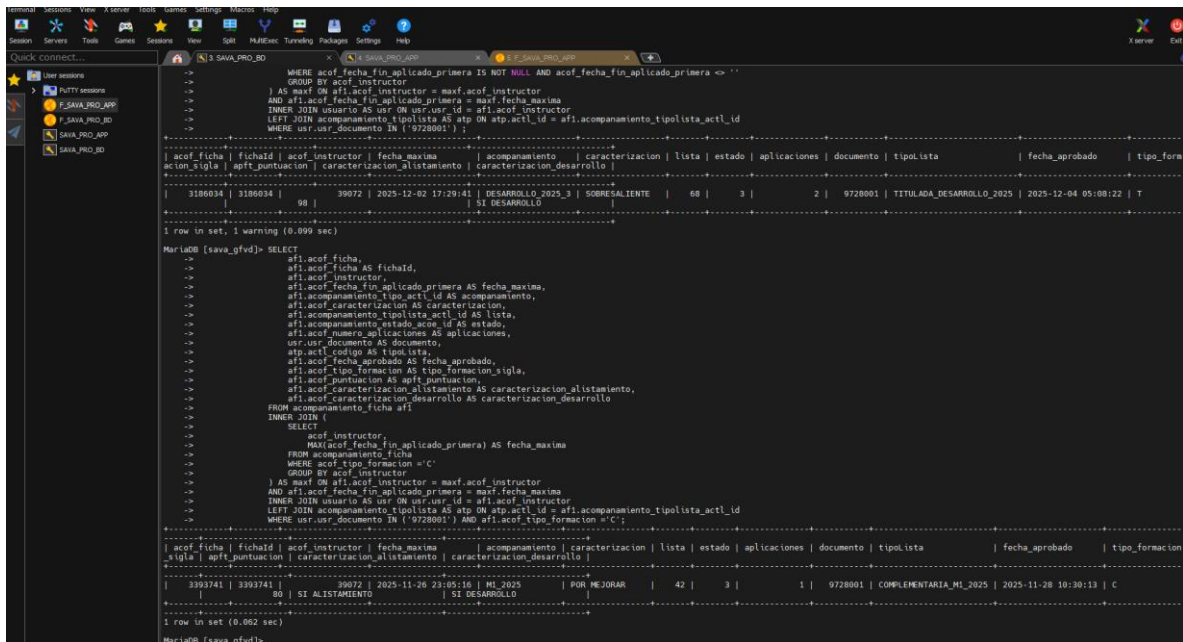 Terminal Sessions View X server Tools Games Settings Macros Help
Session Servers Tools Games Sessions View Split MultiExec Tunneling Packages Settings Help X server Exit
Quick connect... 3. SAVA_PRO_BD 4. SAVA_PRO_APP 6. F_SAVA_PRO_APP
User sessions
PuTTY sessions
F_SAVA_PRO_APP
F_SAVA_PRO_BD
SAVA_PRO_APP
SAVA_PRO_BD
-> WHERE acof_fecha_fin_aplicado_primera IS NOT NULL AND acof_fecha_fin_aplicado_primera <> ''
-> GROUP BY acof_instructor
-> ) AS maxf ON af1.acof_instructor = maxf.acof_instructor
-> AND af1.acof_fecha_fin_aplicado_primera = maxf.fecha_maxima
-> INNER JOIN usuario AS usr ON usr.usr_id = af1.acof_instructor
-> LEFT JOIN acompanamiento_tipolista AS atp ON atp.actl_id = af1.acompanamiento_tipolista_actl_id
-> WHERE usr.usr_documento IN ('9728001') ;
| acof_ficha | fichaId | acof_instructor | fecha_maxima | acompanamiento | caracterizacion | lista | estado | aplicaciones | documento | tipoLista | fecha_aprobado | tipo_form
acion_sigla | apft_puntuacion | caracterizacion_alistamiento | caracterizacion_desarrollo |
| 3186034 | 3186034 | 39072 | 2025-12-02 17:29:41 | DESARROLLO_2025_3 | SOBRESALIENTE | 68 | 3 | 2 | 9728001 | TITULADA_DESARROLLO_2025 | 2025-12-04 05:08:22 | T
| 98 | | SI DESARROLLO |
1 row in set, 1 warning (0.099 sec)
MariaDB [sava_gfvd]> SELECT
-> af1.acof_ficha,
-> af1.acof_ficha AS fichaId,
-> af1.acof_instructor,
-> af1.acof_fecha_fin_aplicado_primera AS fecha_maxima,
-> af1.acompanamiento_tipo_acti_id AS acompanamiento,
-> af1.acof_caracterizacion AS caracterizacion,
-> af1.acompanamiento_tipolista_actl_id AS lista,
-> af1.acompanamiento_estado_acoe_id AS estado,
-> af1.acof_numero_aplicaciones AS aplicaciones,
-> usr.usr_documento AS documento,
-> atp.actl_codigo AS tipoLista,
-> af1.acof_fecha_aprobado AS fecha_aprobado,
-> af1.acof_tipo_formacion AS tipo_formacion_sigla,
-> af1.acof_puntuacion AS apft_puntuacion,
-> af1.acof_caracterizacion_alistamiento AS caracterizacion_alistamiento,
-> af1.acof_caracterizacion_desarrollo AS caracterizacion_desarrollo
-> FROM acompanamiento_ficha af1
-> INNER JOIN (
-> SELECT
-> acof_instructor,
-> MAX(acof_fecha_fin_aplicado_primera) AS fecha_maxima
-> FROM acompanamiento_ficha
-> WHERE acof_tipo_formacion ='C'
-> GROUP BY acof_instructor
-> ) AS maxf ON af1.acof_instructor = maxf.acof_instructor
-> AND af1.acof_fecha_fin_aplicado_primera = maxf.fecha_maxima
-> INNER JOIN usuario AS usr ON usr.usr_id = af1.acof_instructor
-> LEFT JOIN acompanamiento_tipolista AS atp ON atp.actl_id = af1.acompanamiento_tipolista_actl_id
-> WHERE usr.usr_documento IN ('9728001') AND af1.acof_tipo_formacion ='C';
| acof_ficha | fichaId | acof_instructor | fecha_maxima | acompanamiento | caracterizacion | lista | estado | aplicaciones | documento | tipoLista | fecha_aprobado | tipo_formacion
_sigla | apft_puntuacion | caracterizacion_alistamiento | caracterizacion_desarrollo |
| 3393741 | 3393741 | 39072 | 2025-11-26 23:05:16 | M1_2025 | POR MEJORAR | 42 | 3 | 1 | 9728001 | COMPLEMENTARIA_M1_2025 | 2025-11-28 10:30:13 | C
| 80 | SI ALISTAMIENTO | SI DESARROLLO |
1 row in set (0.062 sec)
MariaDB [sava_gfvd]>